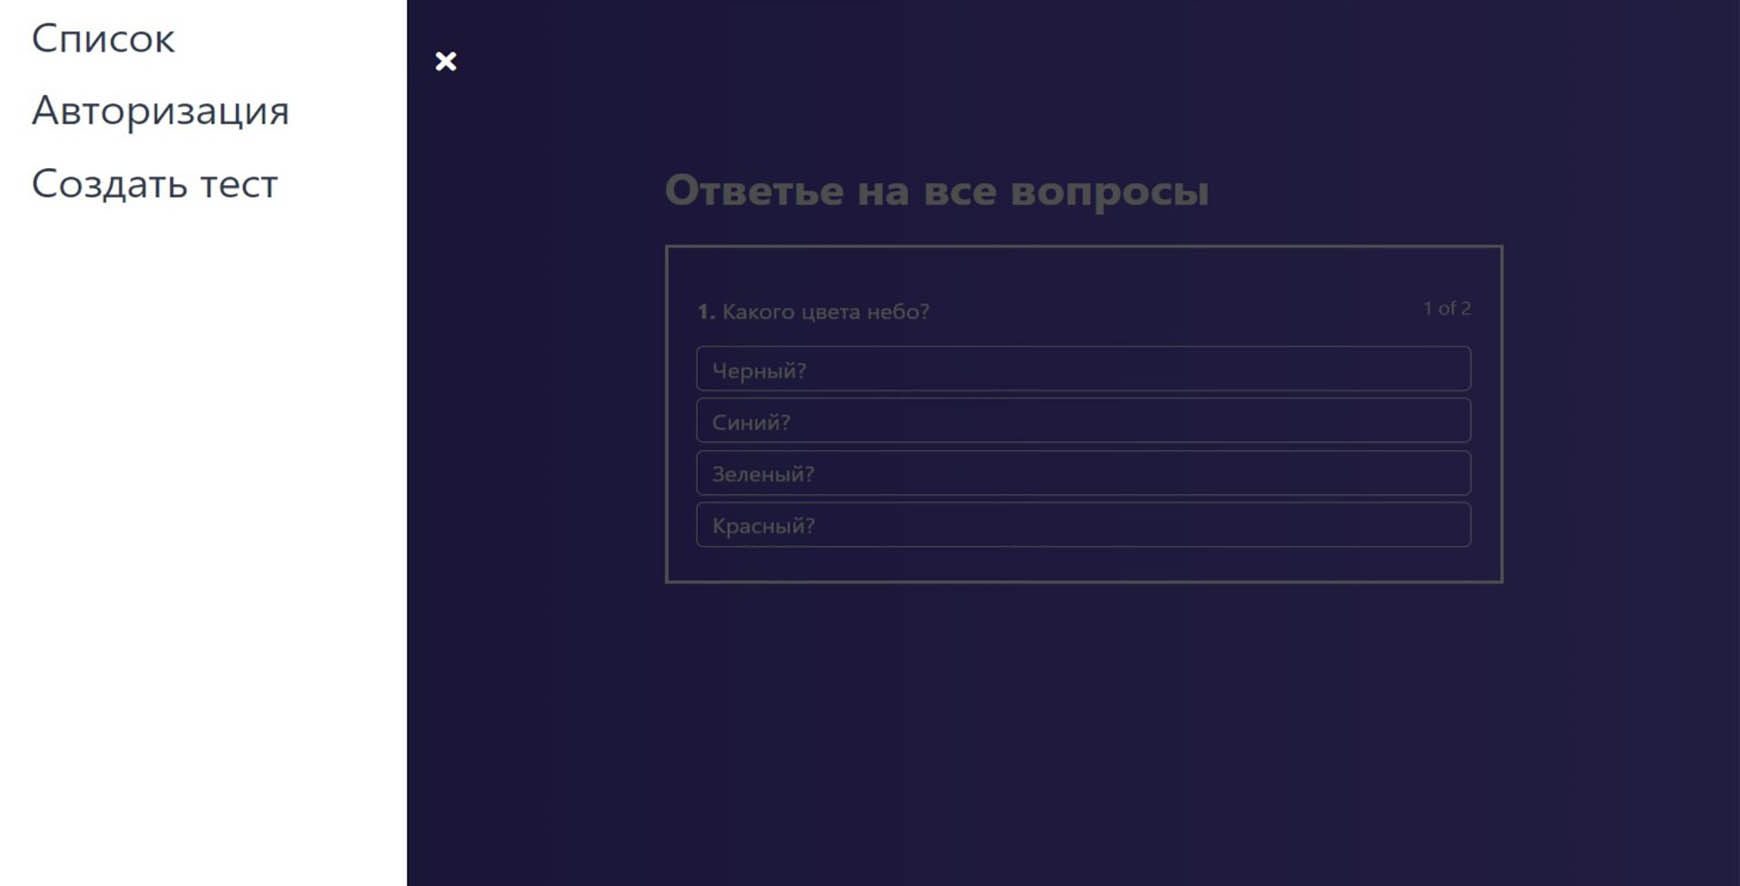 Список
Авторизация
Создать тест
Ответье на все вопросы
1. Какого цвета небо?
1 of 2
Черный?
Синий?
Зеленый?
Красный?